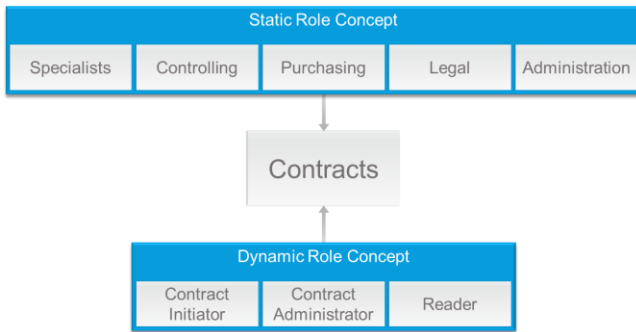 Static Role Concept
Specialists
Controlling
Purchasing
Legal
Administration
Contracts
Dynamic Role Concept
Contract
Initiator
Contract
Administrator
Reader